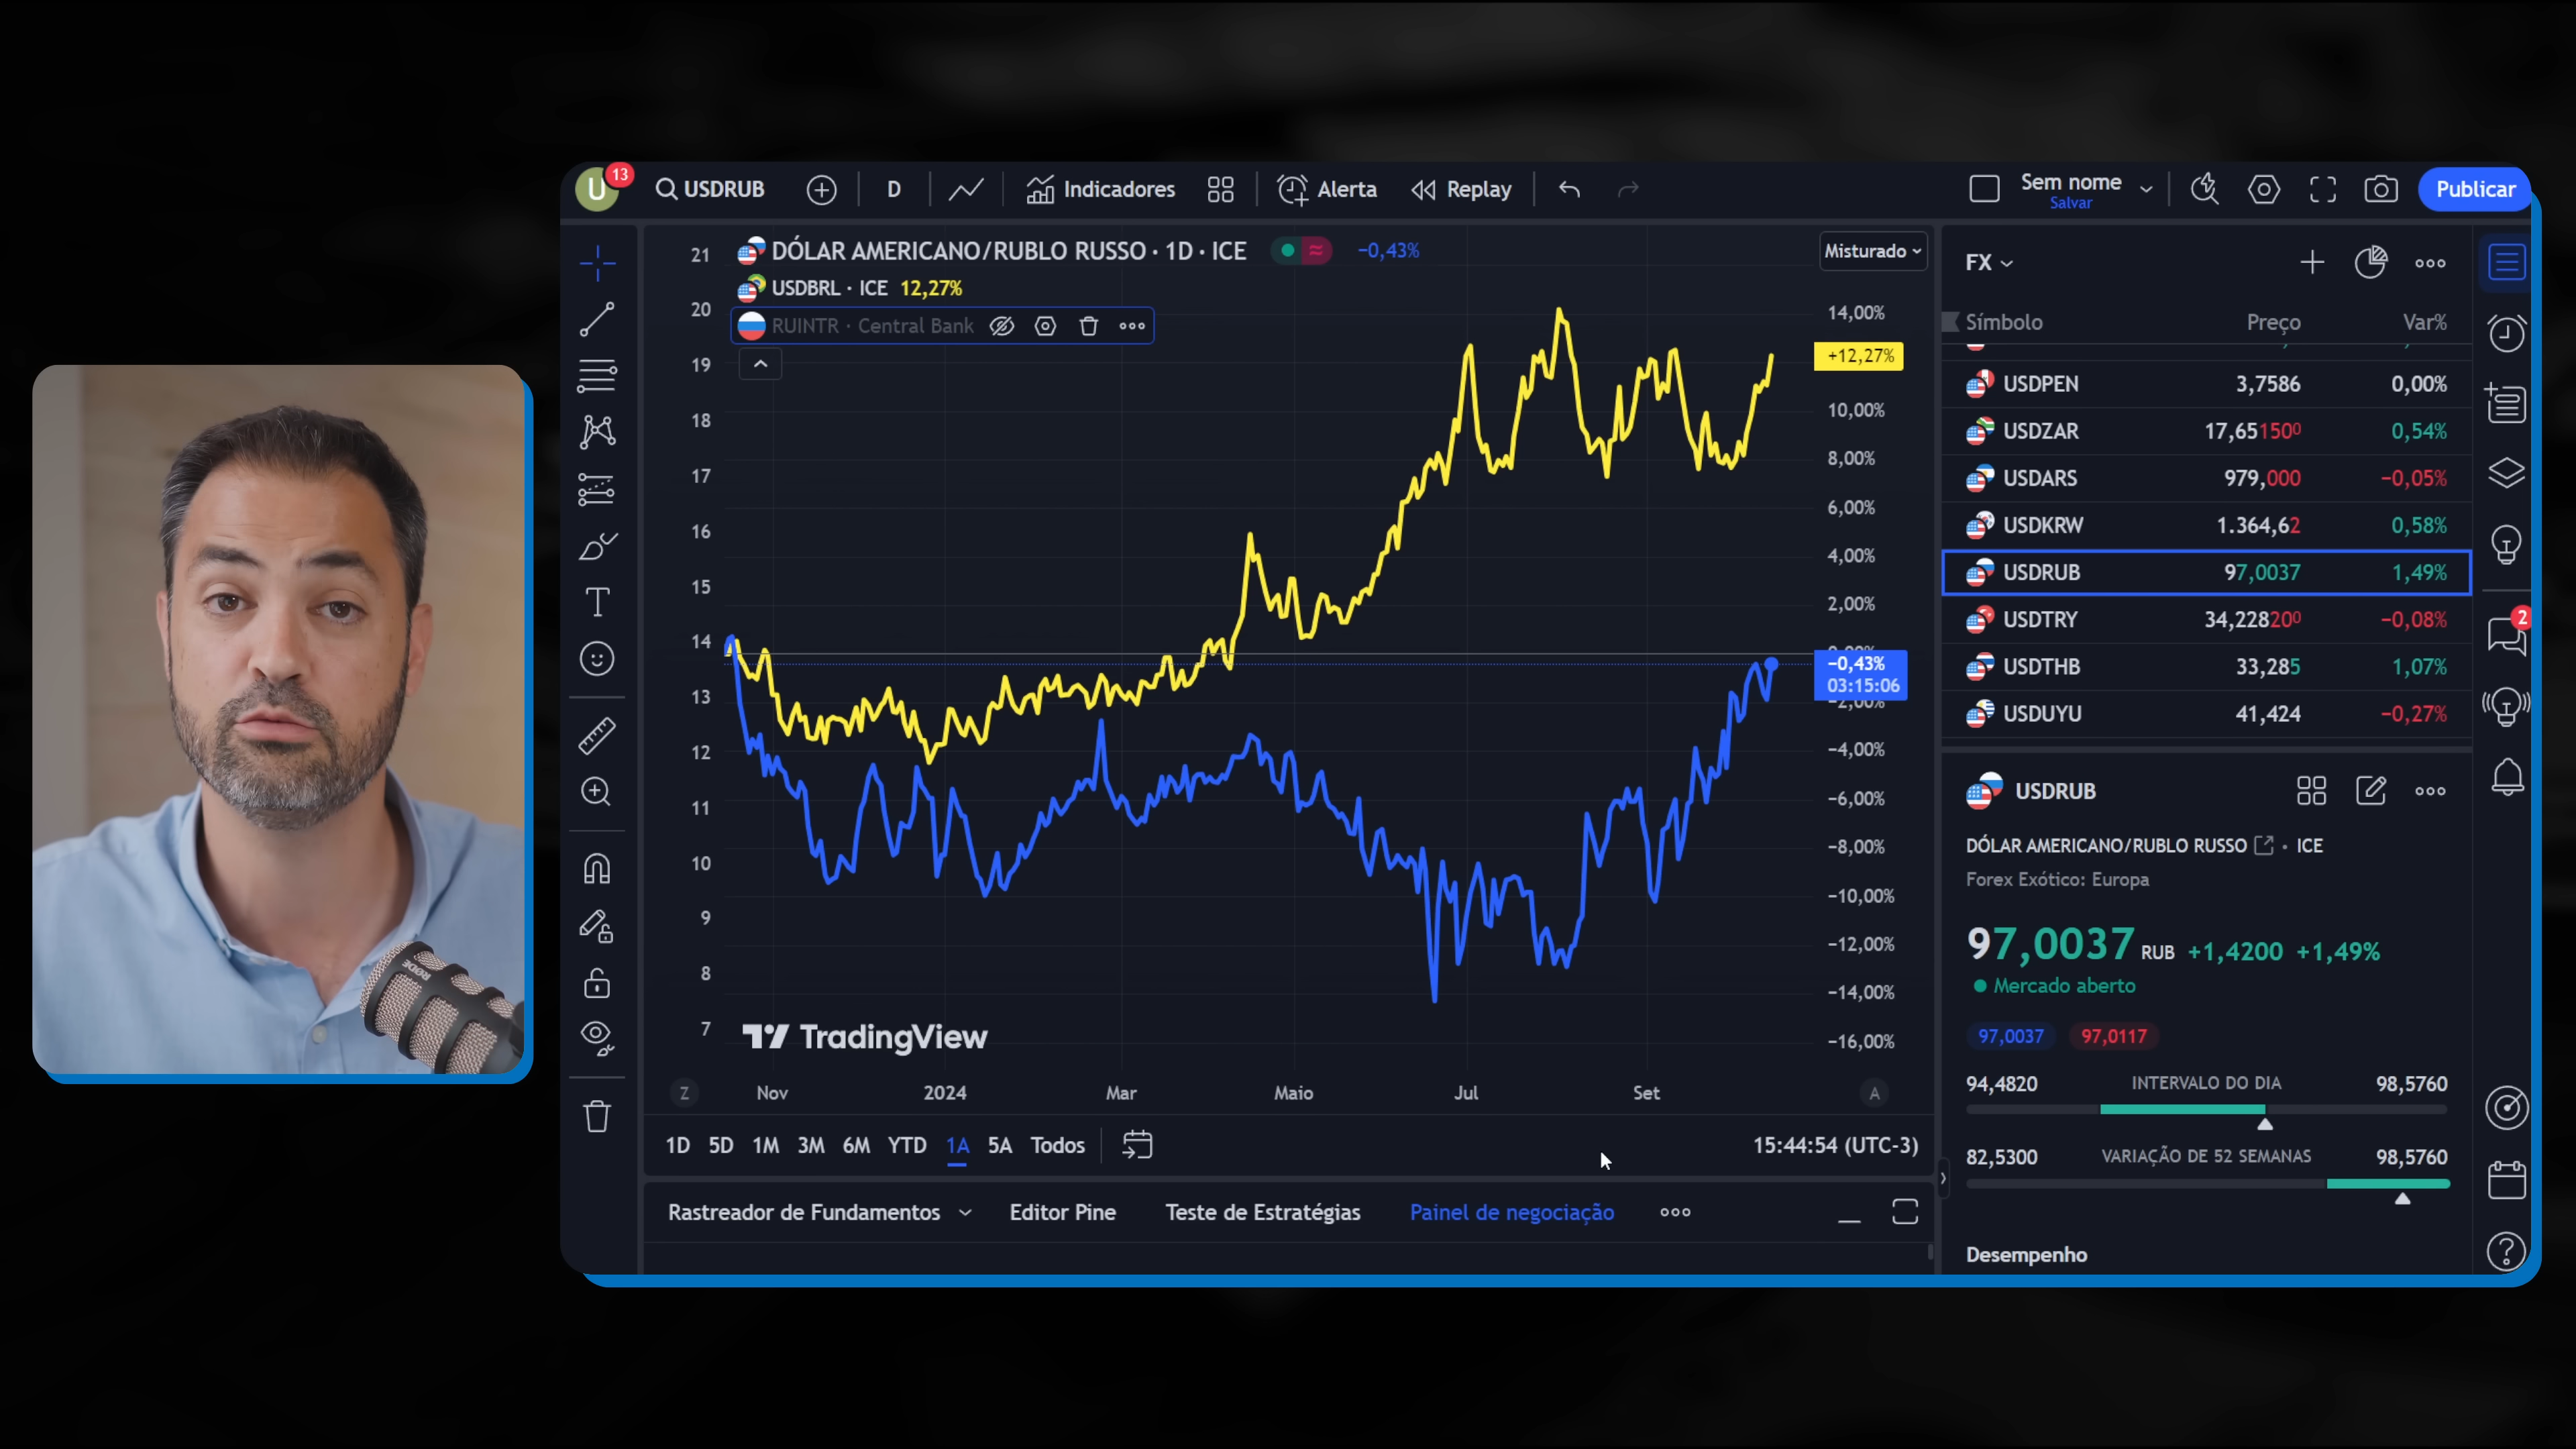 U 13 USDRUB D Indicadores Alerta Replay Sem nome Salvar Publicar
DÓLAR AMERICANO/RUBLO RUSSO · 1D · ICE −0,43%
USDBRL · ICE 12,27%
RUINTR · Central Bank
Misturado
21
20
19
18
17
16
15
14
13
12
11
10
9
8
7
14,00%
+12,27%
10,00%
8,00%
6,00%
4,00%
2,00%
−0,43%
03:15:06
−2,00%
−4,00%
−6,00%
−8,00%
−10,00%
−12,00%
−14,00%
−16,00%
TradingView
Z Nov 2024 Mar Maio Jul Set A
1D 5D 1M 3M 6M YTD 1A 5A Todos 15:44:54 (UTC-3)
Rastreador de Fundamentos Editor Pine Teste de Estratégias Painel de negociação
FX
Símbolo Preço Var%
USDPEN 3,7586 0,00%
USDZAR 17,651500 0,54%
USDARS 979,000 −0,05%
USDKRW 1.364,62 0,58%
USDRUB 97,0037 1,49%
USDTRY 34,228200 −0,08%
USDTHB 33,285 1,07%
USDUYU 41,424 −0,27%
2
USDRUB
DÓLAR AMERICANO/RUBLO RUSSO · ICE
Forex Exótico: Europa
97,0037 RUB +1,4200 +1,49%
Mercado aberto
97,0037 97,0117
94,4820 INTERVALO DO DIA 98,5760
82,5300 VARIAÇÃO DE 52 SEMANAS 98,5760
Desempenho
RØDE